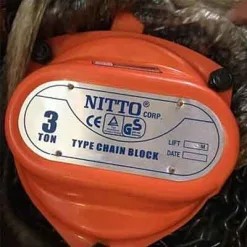 NITTO® CORP.
3 TON
CE GS
TYPE CHAIN BLOCK
LIFT M
DATE